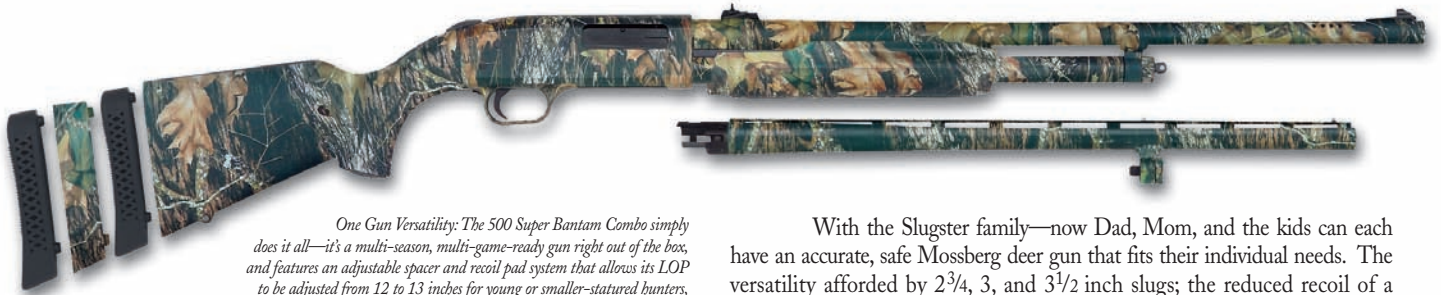 One Gun Versatility: The 500 Super Bantam Combo simply
does it all—it's a multi-season, multi-game-ready gun right out of the box,
and features an adjustable spacer and recoil pad system that allows its LOP
to be adjusted from 12 to 13 inches for young or smaller-statured hunters,
With the Slugster family—now Dad, Mom, and the kids can each
have an accurate, safe Mossberg deer gun that fits their individual needs. The
versatility afforded by 2 3/4, 3, and 3 1/2 inch slugs; the reduced recoil of a